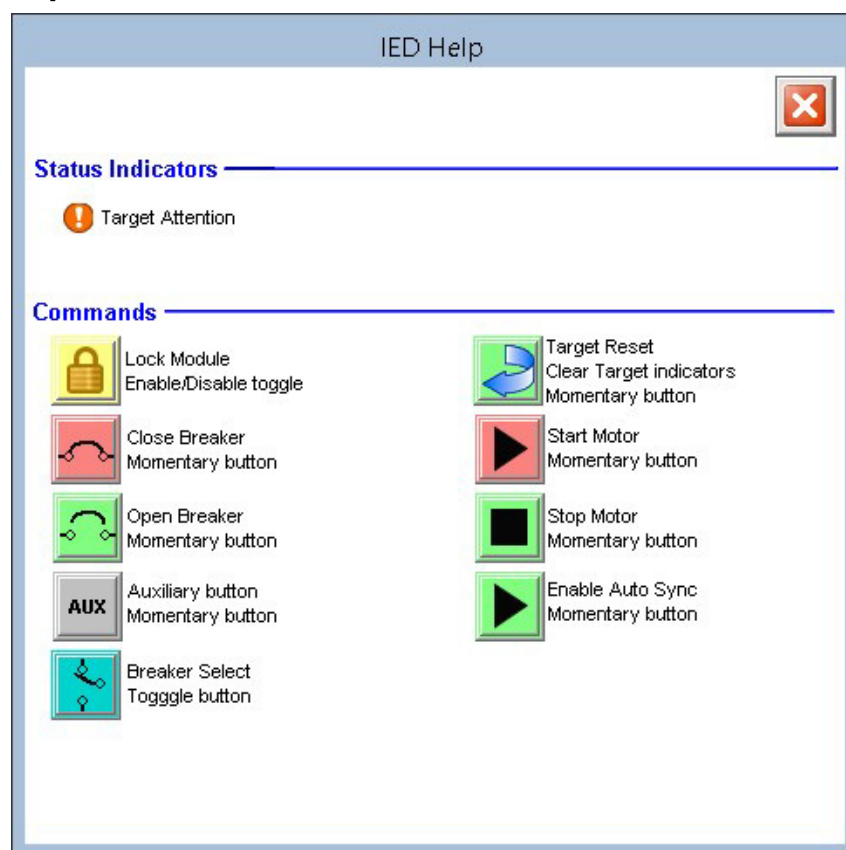 IED Help
Status Indicators
Target Attention
Commands
Lock Module
Enable/Disable toggle
Target Reset
Clear Target indicators
Momentary button
Close Breaker
Momentary button
Start Motor
Momentary button
Open Breaker
Momentary button
Stop Motor
Momentary button
AUX
Auxiliary button
Momentary button
Enable Auto Sync
Momentary button
Breaker Select
Togggle button